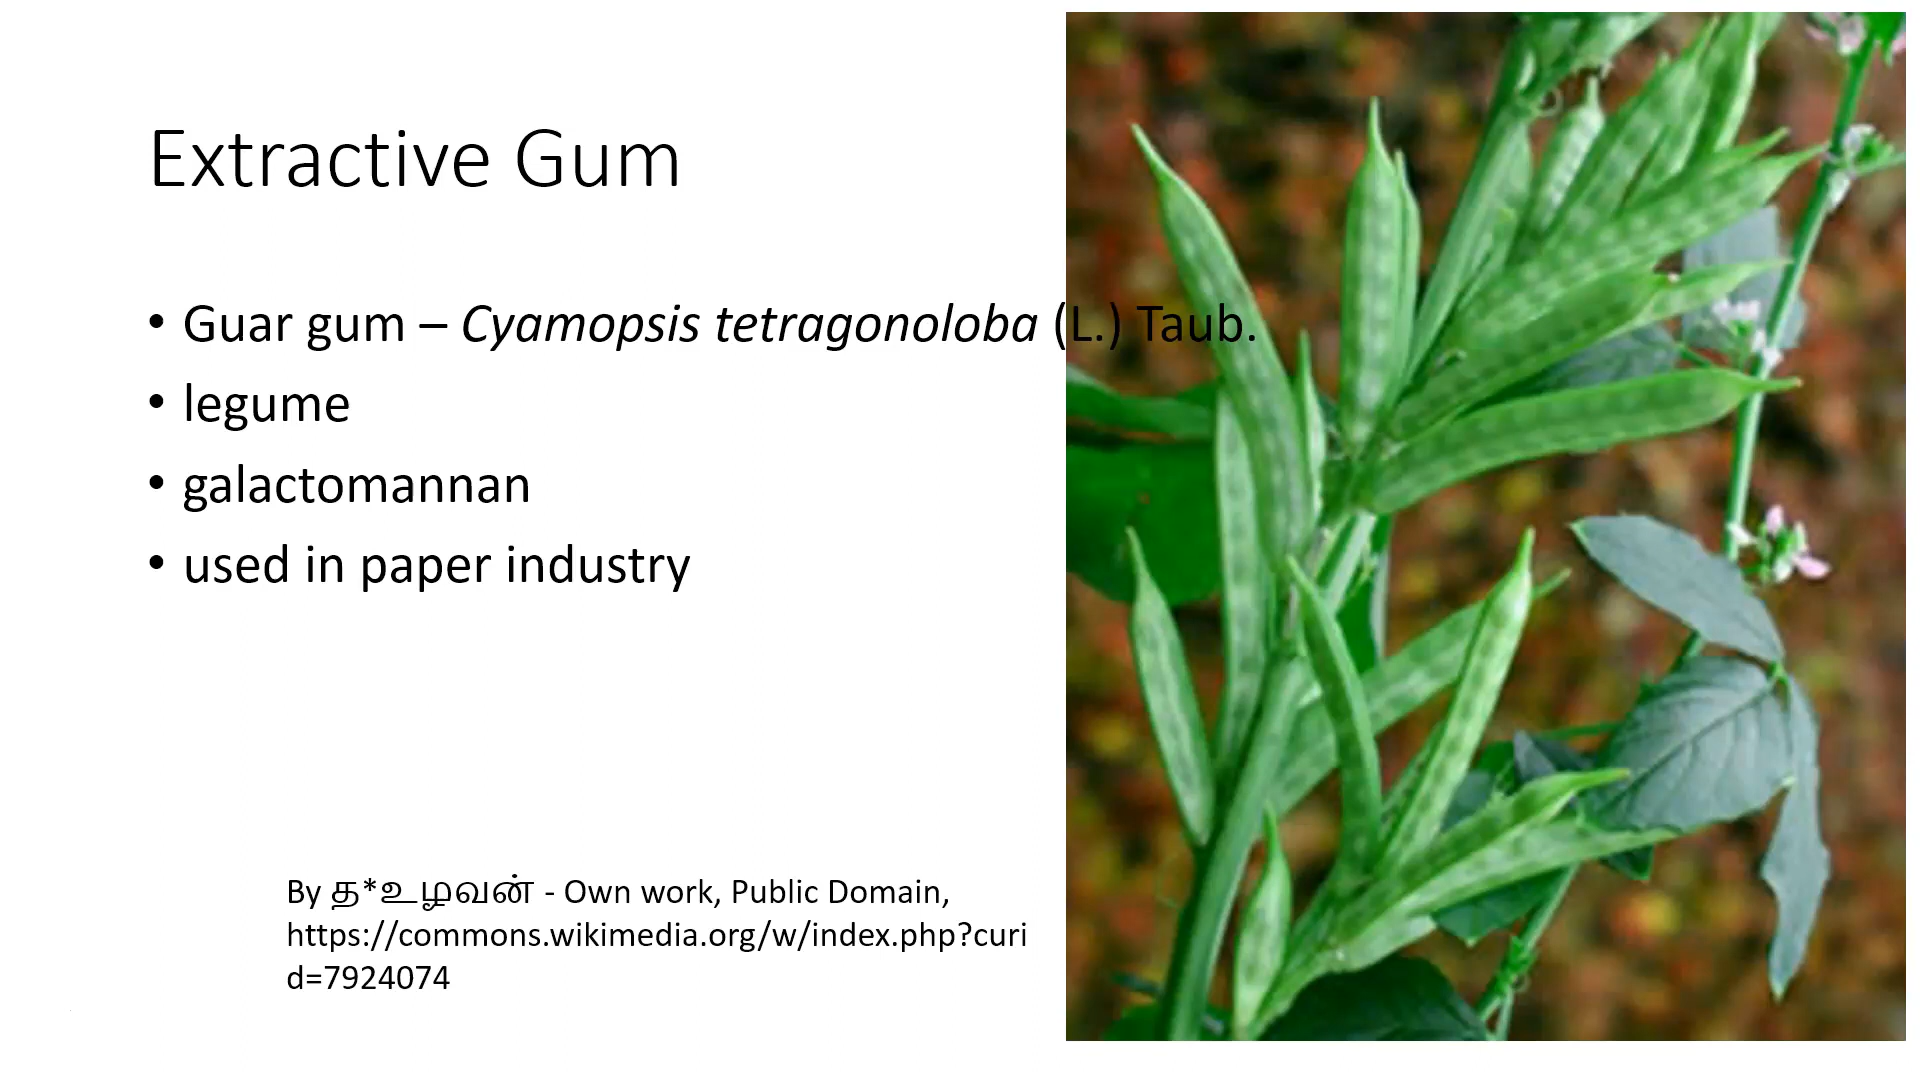 Extractive Gum
• Guar gum – Cyamopsis tetragonoloba (L.) Taub.
• legume
• galactomannan
• used in paper industry
By த*உழவன் - Own work, Public Domain,
https://commons.wikimedia.org/w/index.php?curi
d=7924074